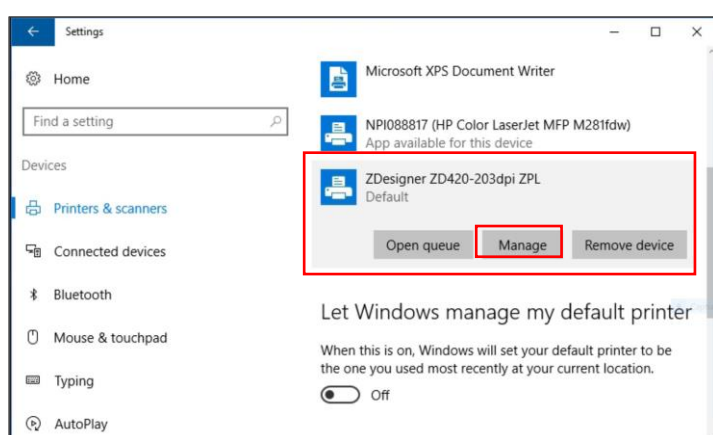 Settings
Home
Find a setting
Devices
Printers & scanners
Connected devices
Bluetooth
Mouse & touchpad
Typing
AutoPlay
Microsoft XPS Document Writer
NPI088817 (HP Color LaserJet MFP M281fdw)
App available for this device
ZDesigner ZD420-203dpi ZPL
Default
Open queue Manage Remove device
Let Windows manage my default printer
When this is on, Windows will set your default printer to be
the one you used most recently at your current location.
Off